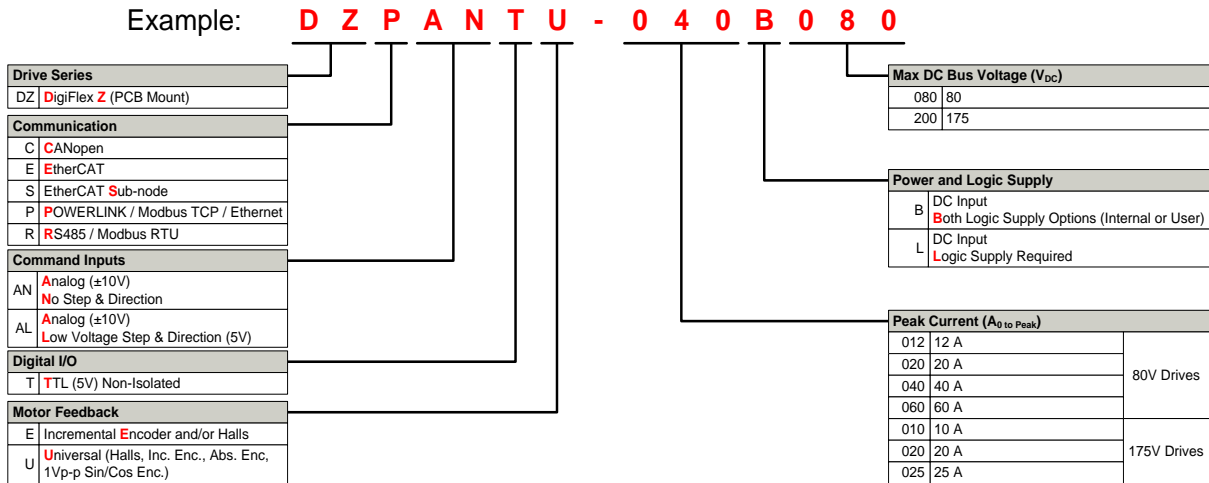 Example: D Z P A N T U - 0 4 0 B 0 8 0
Drive Series
DZ DigiFlex Z (PCB Mount)
Communication
C CANopen
E EtherCAT
S EtherCAT Sub-node
P POWERLINK / Modbus TCP / Ethernet
R RS485 / Modbus RTU
Command Inputs
AN Analog (±10V)
No Step & Direction
AL Analog (±10V)
Low Voltage Step & Direction (5V)
Digital I/O
T TTL (5V) Non-Isolated
Motor Feedback
E Incremental Encoder and/or Halls
U Universal (Halls, Inc. Enc., Abs. Enc,
1Vp-p Sin/Cos Enc.)
Max DC Bus Voltage (VDC)
080 80
200 175
Power and Logic Supply
B DC Input
Both Logic Supply Options (Internal or User)
L DC Input
Logic Supply Required
Peak Current (A0 to Peak)
012 12 A
020 20 A
040 40 A
060 60 A
80V Drives
010 10 A
020 20 A
025 25 A
175V Drives